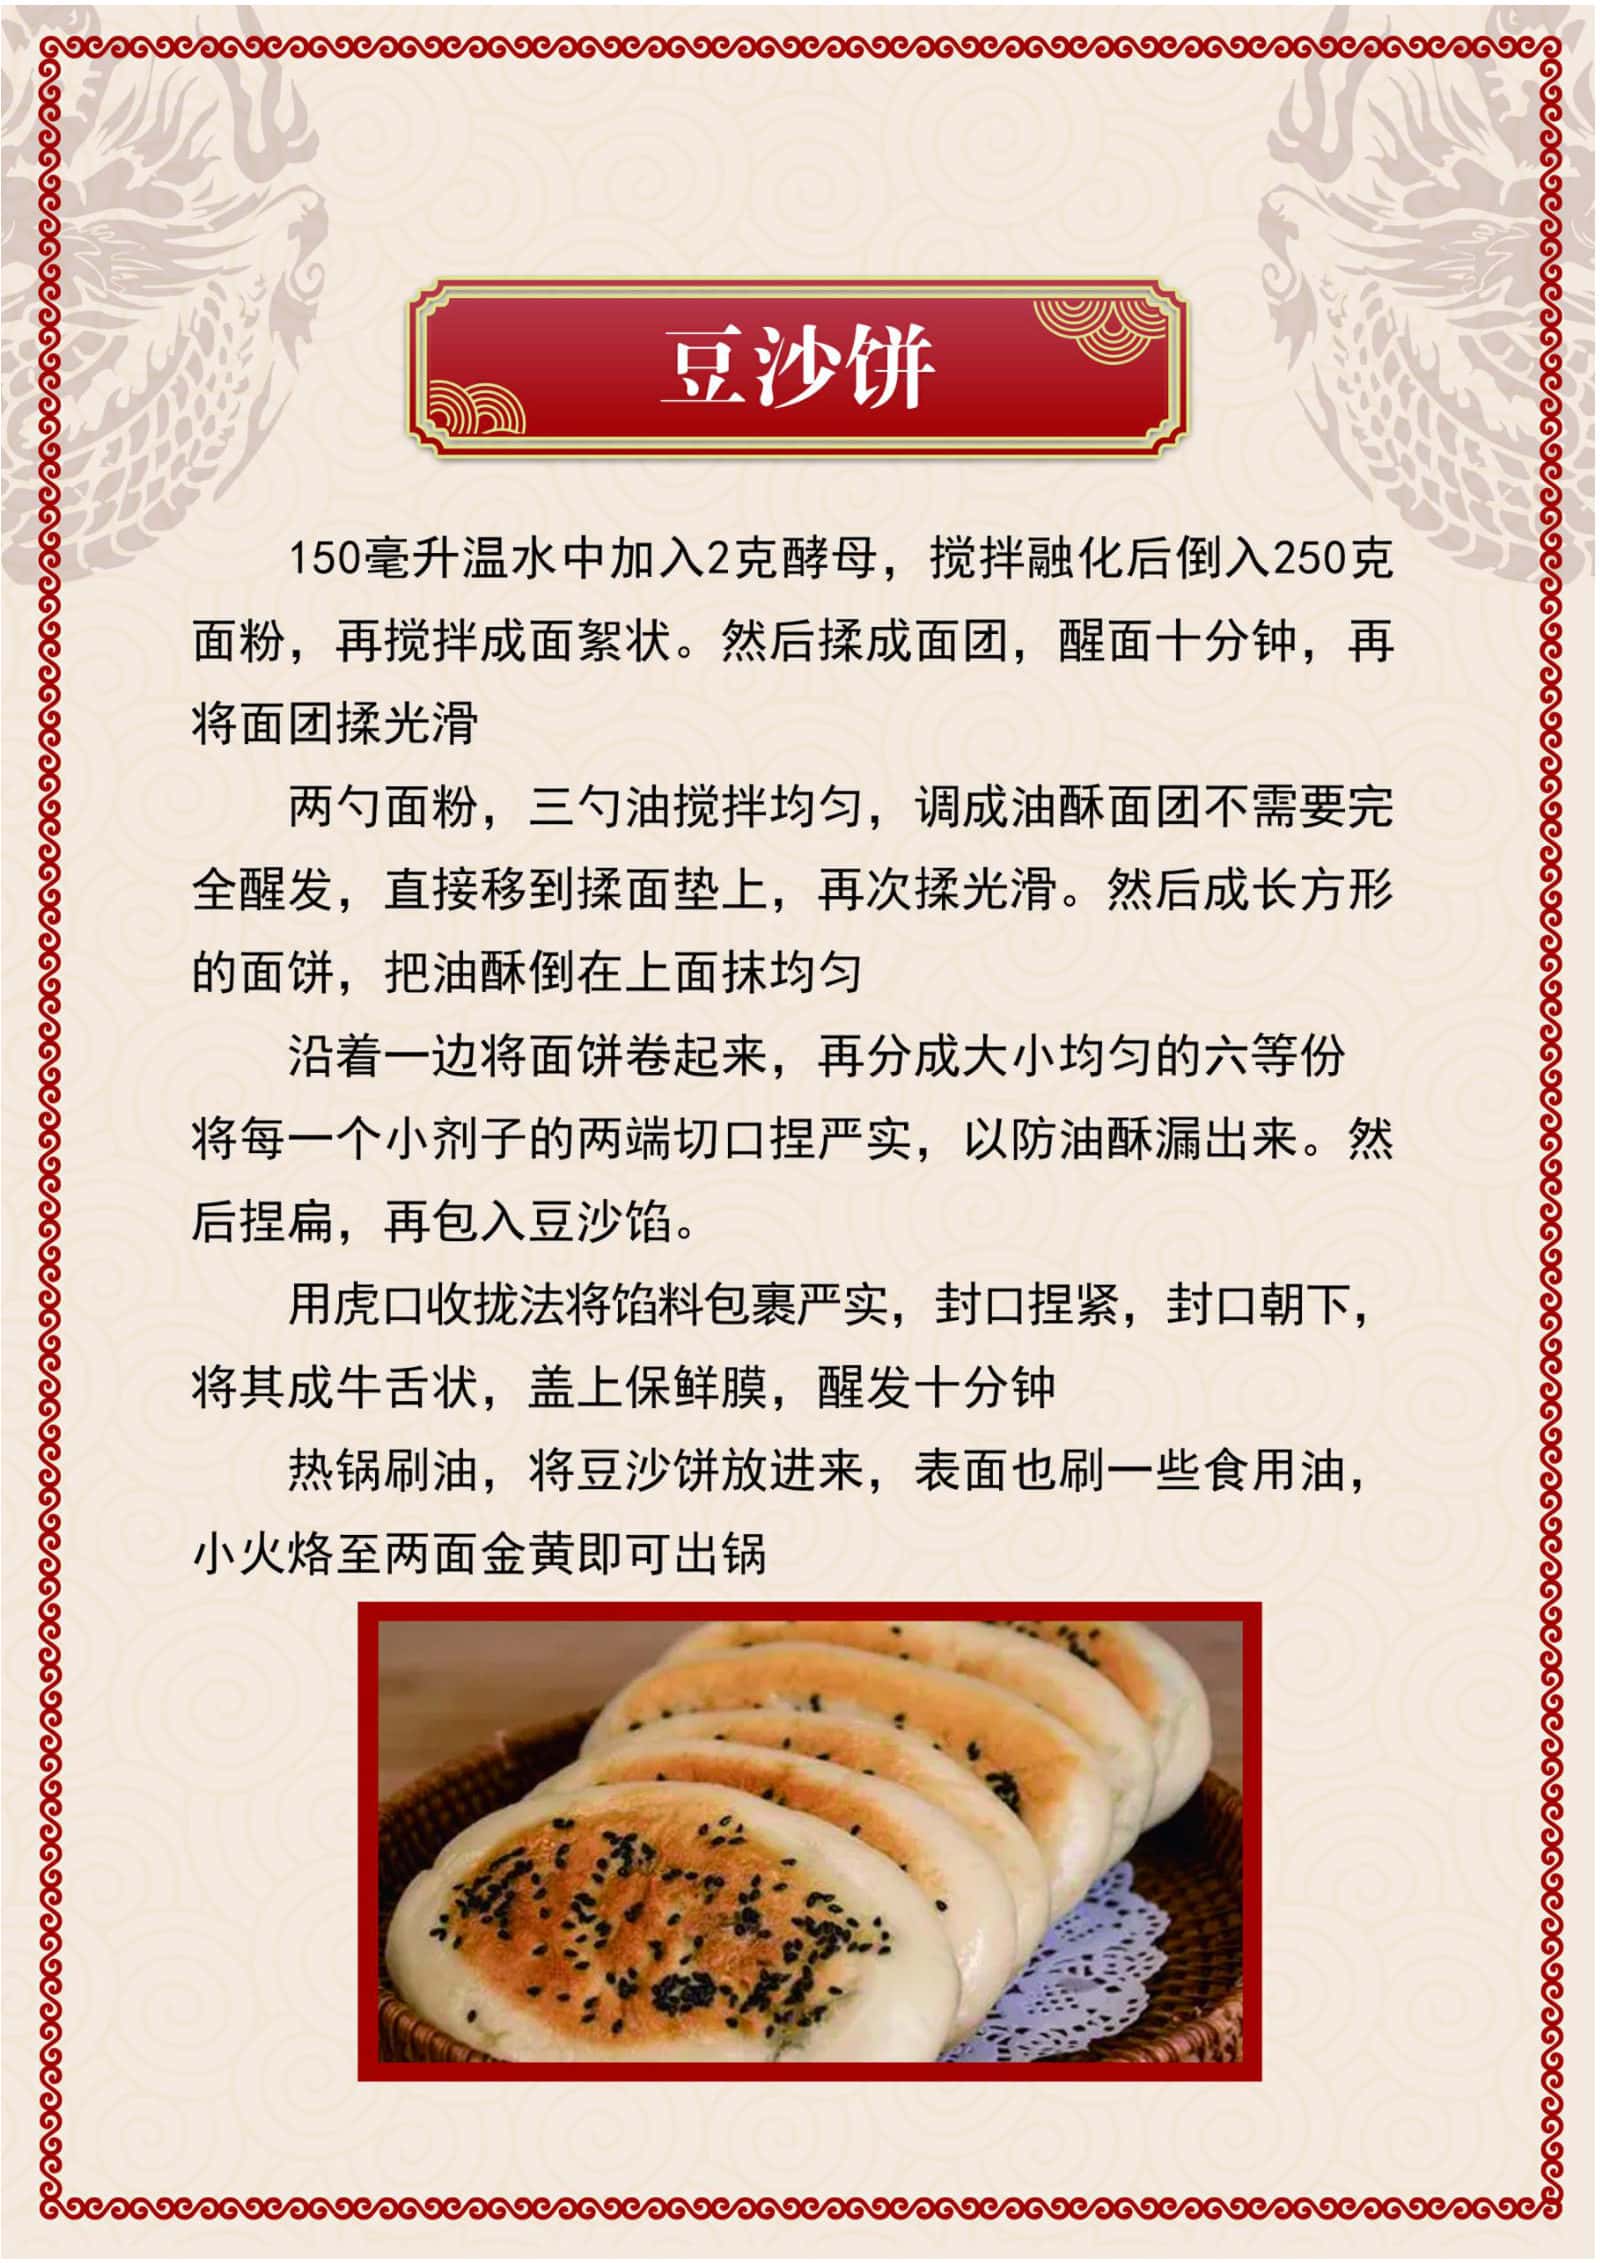 豆沙饼
150毫升温水中加入2克酵母，搅拌融化后倒入250克
面粉，再搅拌成面絮状。然后揉成面团，醒面十分钟，再
将面团揉光滑
两勺面粉，三勺油搅拌均匀，调成油酥面团不需要完
全醒发，直接移到揉面垫上，再次揉光滑。然后成长方形
的面饼，把油酥倒在上面抹均匀
沿着一边将面饼卷起来，再分成大小均匀的六等份
将每一个小剂子的两端切口捏严实，以防油酥漏出来。然
后捏扁，再包入豆沙馅。
用虎口收拢法将馅料包裹严实，封口捏紧，封口朝下，
将其成牛舌状，盖上保鲜膜，醒发十分钟
热锅刷油，将豆沙饼放进来，表面也刷一些食用油，
小火烙至两面金黄即可出锅